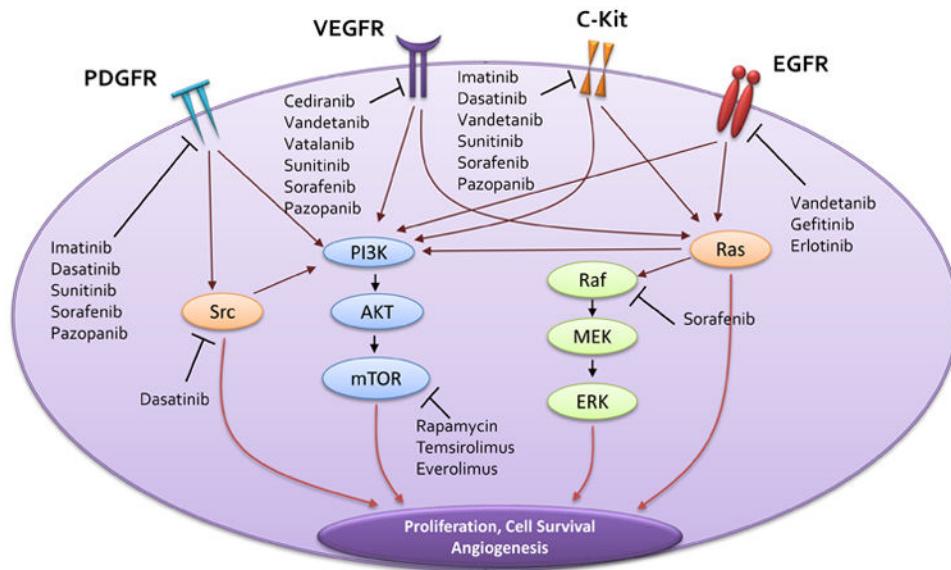 C-Kit
VEGFR
EGFR
PDGFR
Cediranib
Vandetanib
Vatalanib
Sunitinib
Sorafenib
Pazopanib
Imatinib
Dasatinib
Vandetanib
Sunitinib
Sorafenib
Pazopanib
Vandetanib
Gefitinib
Erlotinib
Imatinib
Dasatinib
Sunitinib
Sorafenib
Pazopanib
PI3K
Ras
Raf
Src
AKT
Sorafenib
MEK
mTOR
Dasatinib
ERK
Rapamycin
Temsirolimus
Everolimus
Proliferation, Cell Survival
Angiogenesis